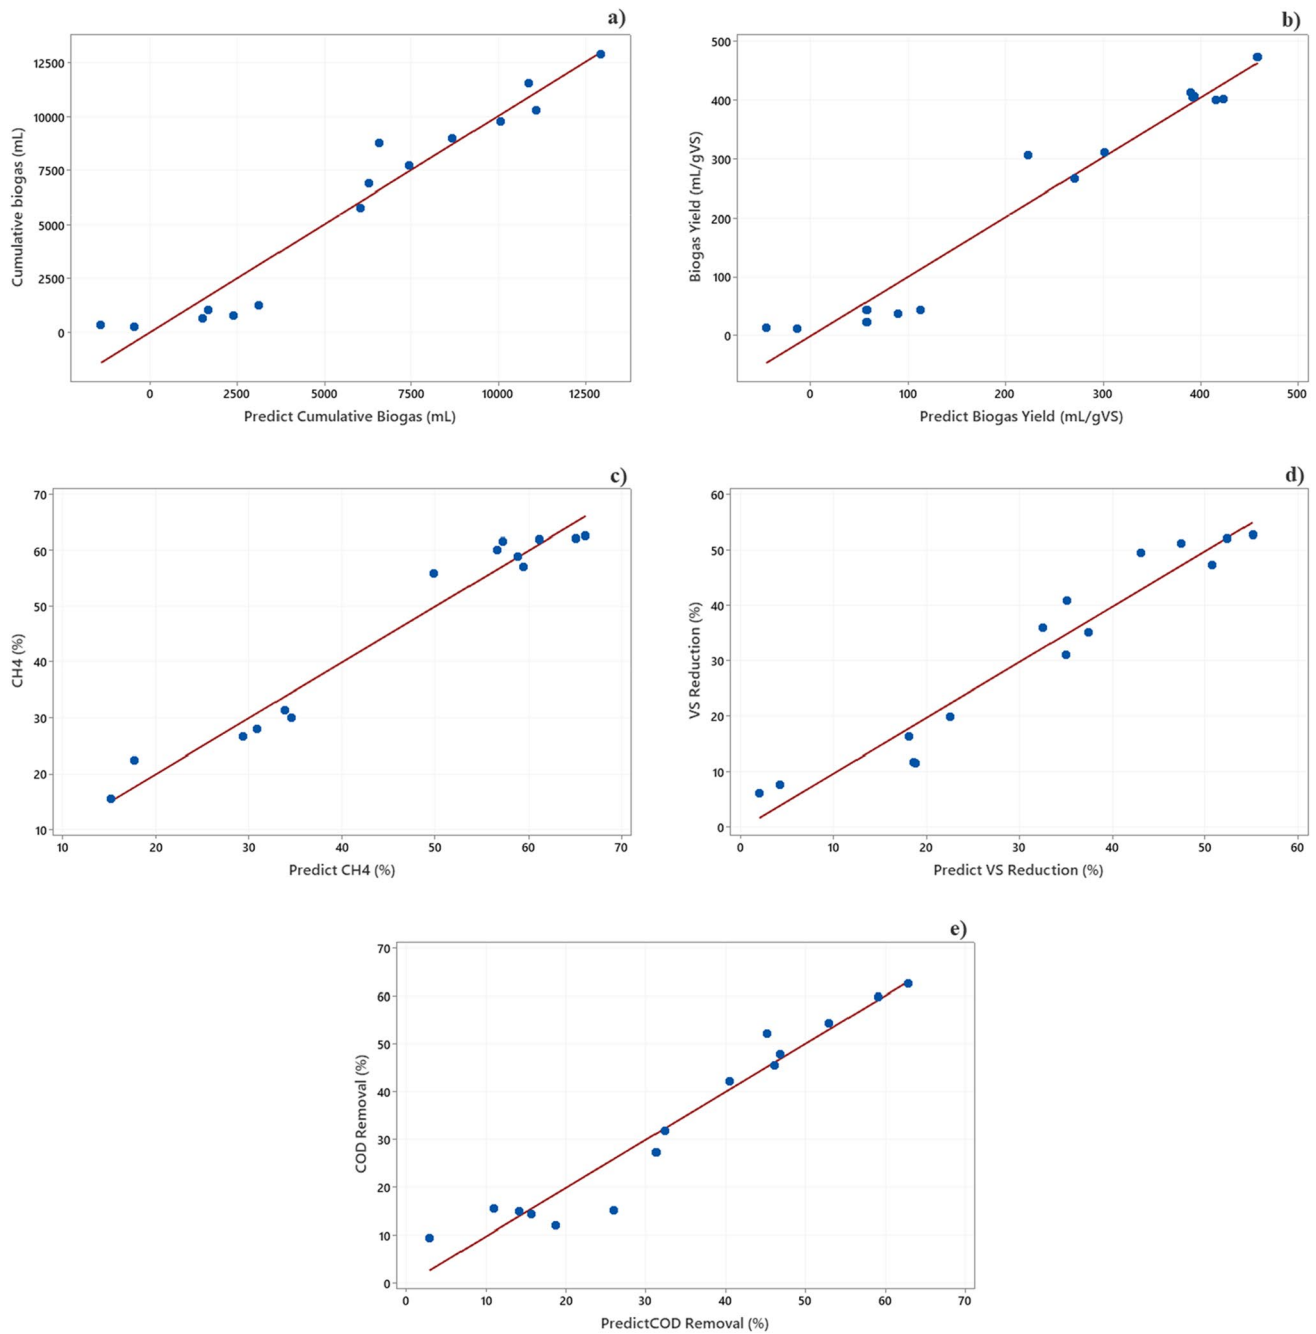 a)
12500
10000
7500
5000
2500
0
Cumulative biogas (mL)
0 2500 5000 7500 10000 12500
Predict Cumulative Biogas (mL)
b)
500
400
300
200
100
0
Biogas Yield (mL/gVS)
0 100 200 300 400 500
Predict Biogas Yield (mL/gVS)
c)
70
60
50
40
30
20
10
CH4 (%)
10 20 30 40 50 60 70
Predict CH4 (%)
d)
60
50
40
30
20
10
0
VS Reduction (%)
0 10 20 30 40 50 60
Predict VS Reduction (%)
e)
70
60
50
40
30
20
10
0
COD Removal (%)
0 10 20 30 40 50 60 70
PredictCOD Removal (%)